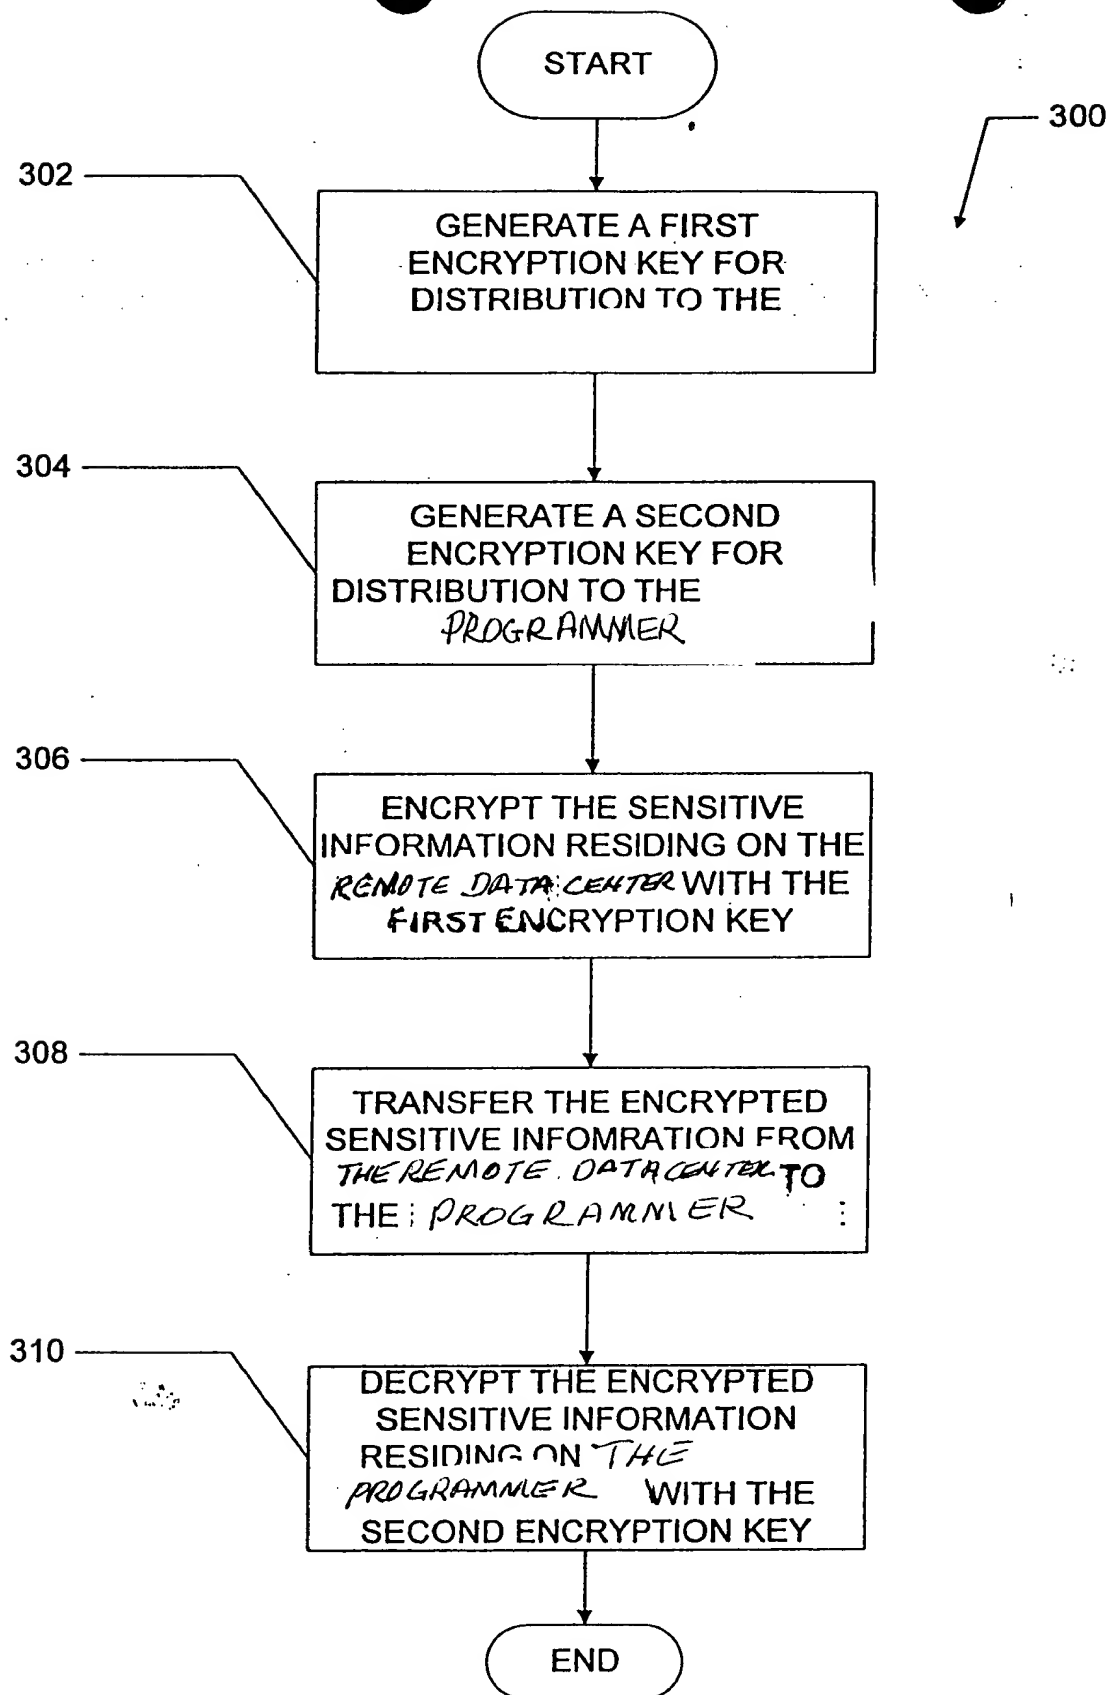 START
300
302
GENERATE A FIRST
ENCRYPTION KEY FOR
DISTRIBUTION TO THE
304
GENERATE A SECOND
ENCRYPTION KEY FOR
DISTRIBUTION TO THE
PROGRAMMER
306
ENCRYPT THE SENSITIVE
INFORMATION RESIDING ON THE
REMOTE DATA CENTER WITH THE
FIRST ENCRYPTION KEY
308
TRANSFER THE ENCRYPTED
SENSITIVE INFOMRATION FROM
THE REMOTE DATA CENTER TO
THE PROGRAMMER
310
DECRYPT THE ENCRYPTED
SENSITIVE INFORMATION
RESIDING ON THE
PROGRAMMER WITH THE
SECOND ENCRYPTION KEY
END